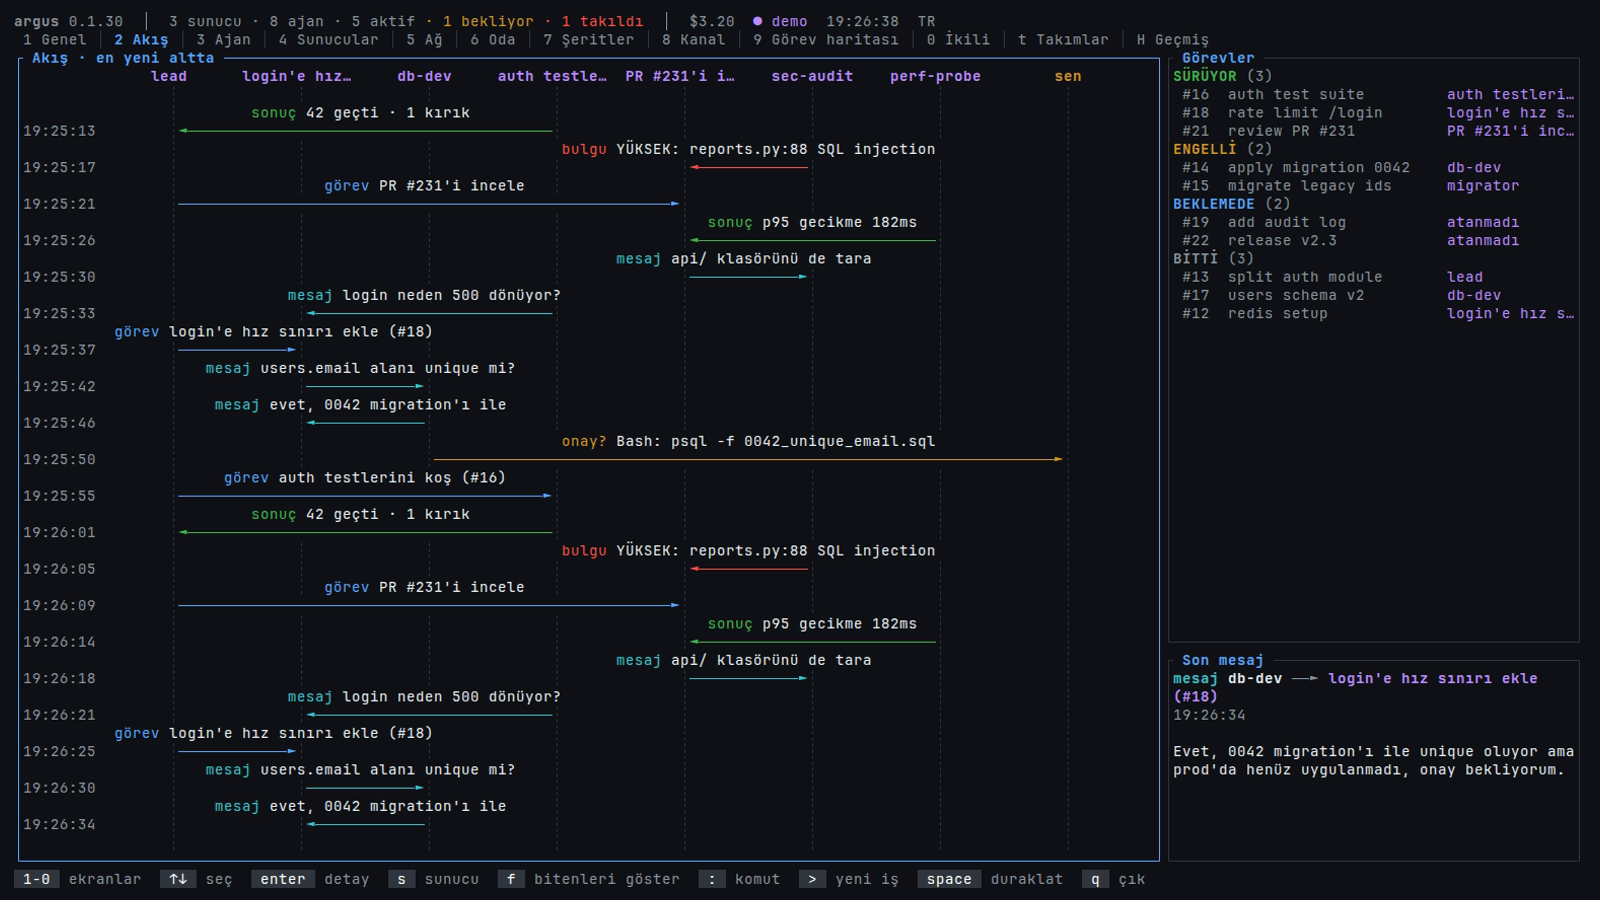 argus 0.1.30 │ 3 sunucu · 8 ajan · 5 aktif · 1 bekliyor · 1 takıldı │ $3.20 ● demo 19:26:38 TR
1 Genel │ 2 Akış │ 3 Ajan │ 4 Sunucular │ 5 Ağ │ 6 Oda │ 7 Şeritler │ 8 Kanal │ 9 Görev haritası │ 0 İkili │ t Takımlar │ H Geçmiş
Akış · en yeni altta
lead login'e hız… db-dev auth testle… PR #231'i i… sec-audit perf-probe sen
sonuç 42 geçti · 1 kırık
19:25:13
bulgu YÜKSEK: reports.py:88 SQL injection
19:25:17
görev PR #231'i incele
19:25:21
sonuç p95 gecikme 182ms
19:25:26
mesaj api/ klasörünü de tara
19:25:30
mesaj login neden 500 dönüyor?
19:25:33
görev login'e hız sınırı ekle (#18)
19:25:37
mesaj users.email alanı unique mi?
19:25:42
mesaj evet, 0042 migration'ı ile
19:25:46
onay? Bash: psql -f 0042_unique_email.sql
19:25:50
görev auth testlerini koş (#16)
19:25:55
sonuç 42 geçti · 1 kırık
19:26:01
bulgu YÜKSEK: reports.py:88 SQL injection
19:26:05
görev PR #231'i incele
19:26:09
sonuç p95 gecikme 182ms
19:26:14
mesaj api/ klasörünü de tara
19:26:18
mesaj login neden 500 dönüyor?
19:26:21
görev login'e hız sınırı ekle (#18)
19:26:25
mesaj users.email alanı unique mi?
19:26:30
mesaj evet, 0042 migration'ı ile
19:26:34
Görevler
SÜRÜYOR (3)
#16 auth test suite auth testleri…
#18 rate limit /login login'e hız s…
#21 review PR #231 PR #231'i inc…
ENGELLİ (2)
#14 apply migration 0042 db-dev
#15 migrate legacy ids migrator
BEKLEMEDE (2)
#19 add audit log atanmadı
#22 release v2.3 atanmadı
BİTTİ (3)
#13 split auth module lead
#17 users schema v2 db-dev
#12 redis setup login'e hız s…
Son mesaj
mesaj db-dev ──► login'e hız sınırı ekle
(#18)
19:26:34
Evet, 0042 migration'ı ile unique oluyor ama
prod'da henüz uygulanmadı, onay bekliyorum.
1-0 ekranlar ↑↓ seç enter detay s sunucu f bitenleri göster : komut > yeni iş space duraklat q çık